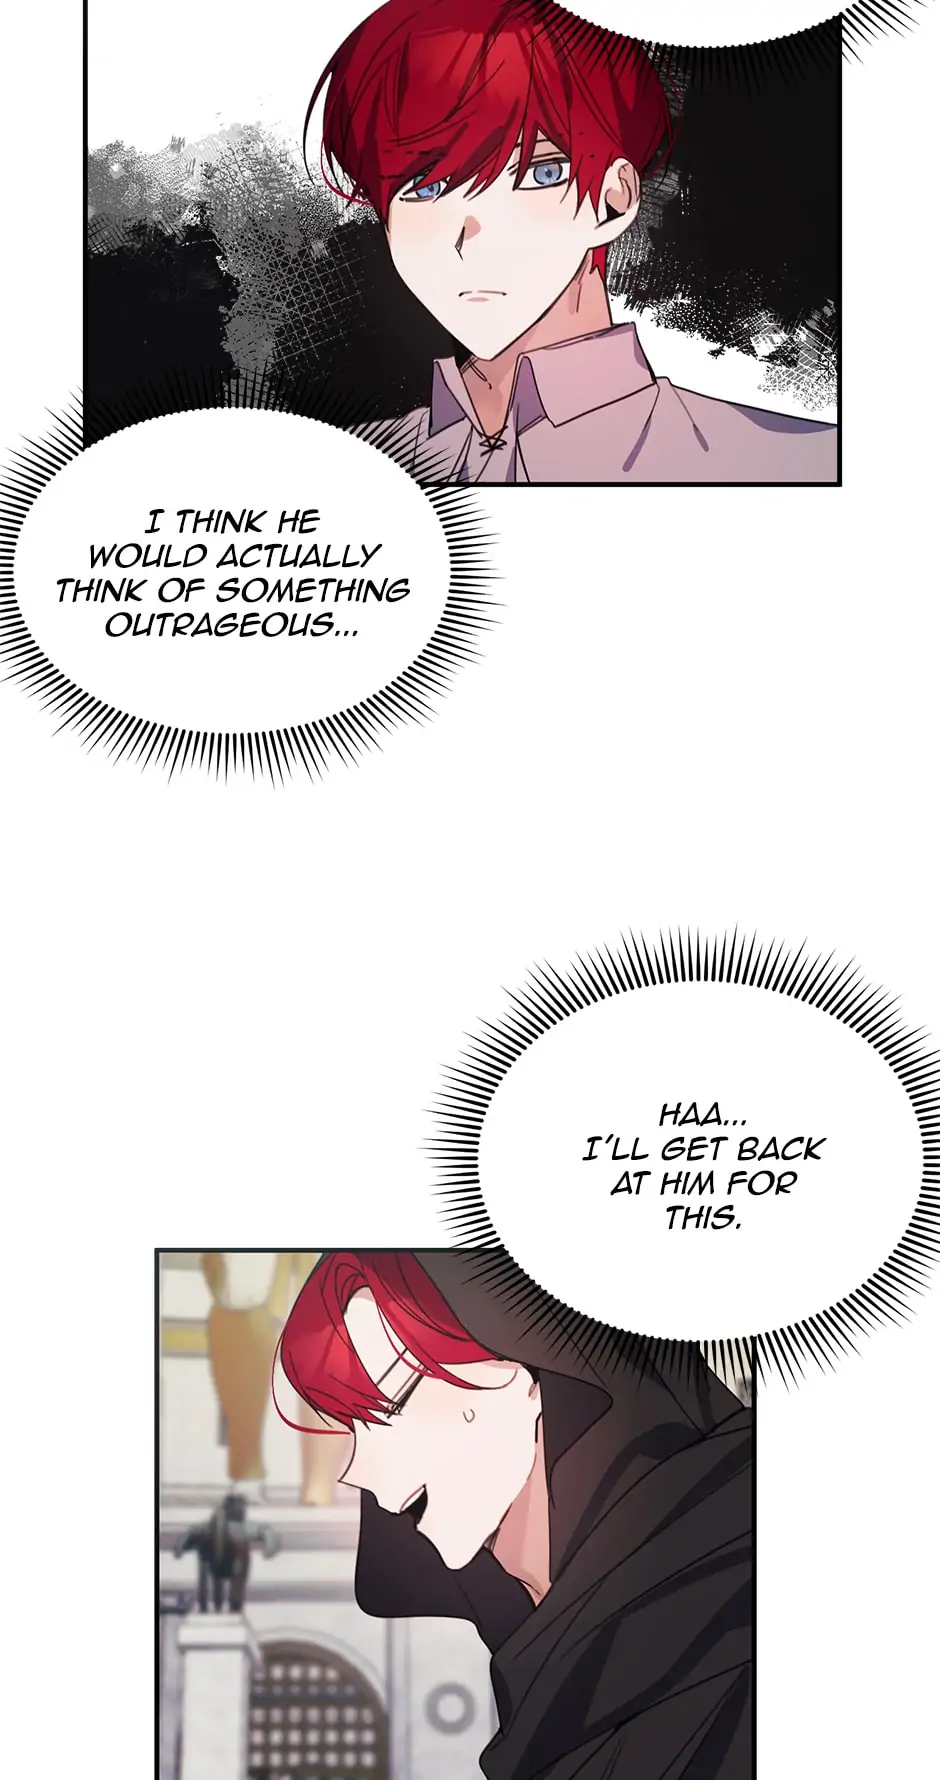 I THINK HE
WOULD ACTUALLY
THINK OF SOMETHING
OUTRAGEOUS...
HAA...
I'LL GET BACK
AT HIM FOR
THIS.